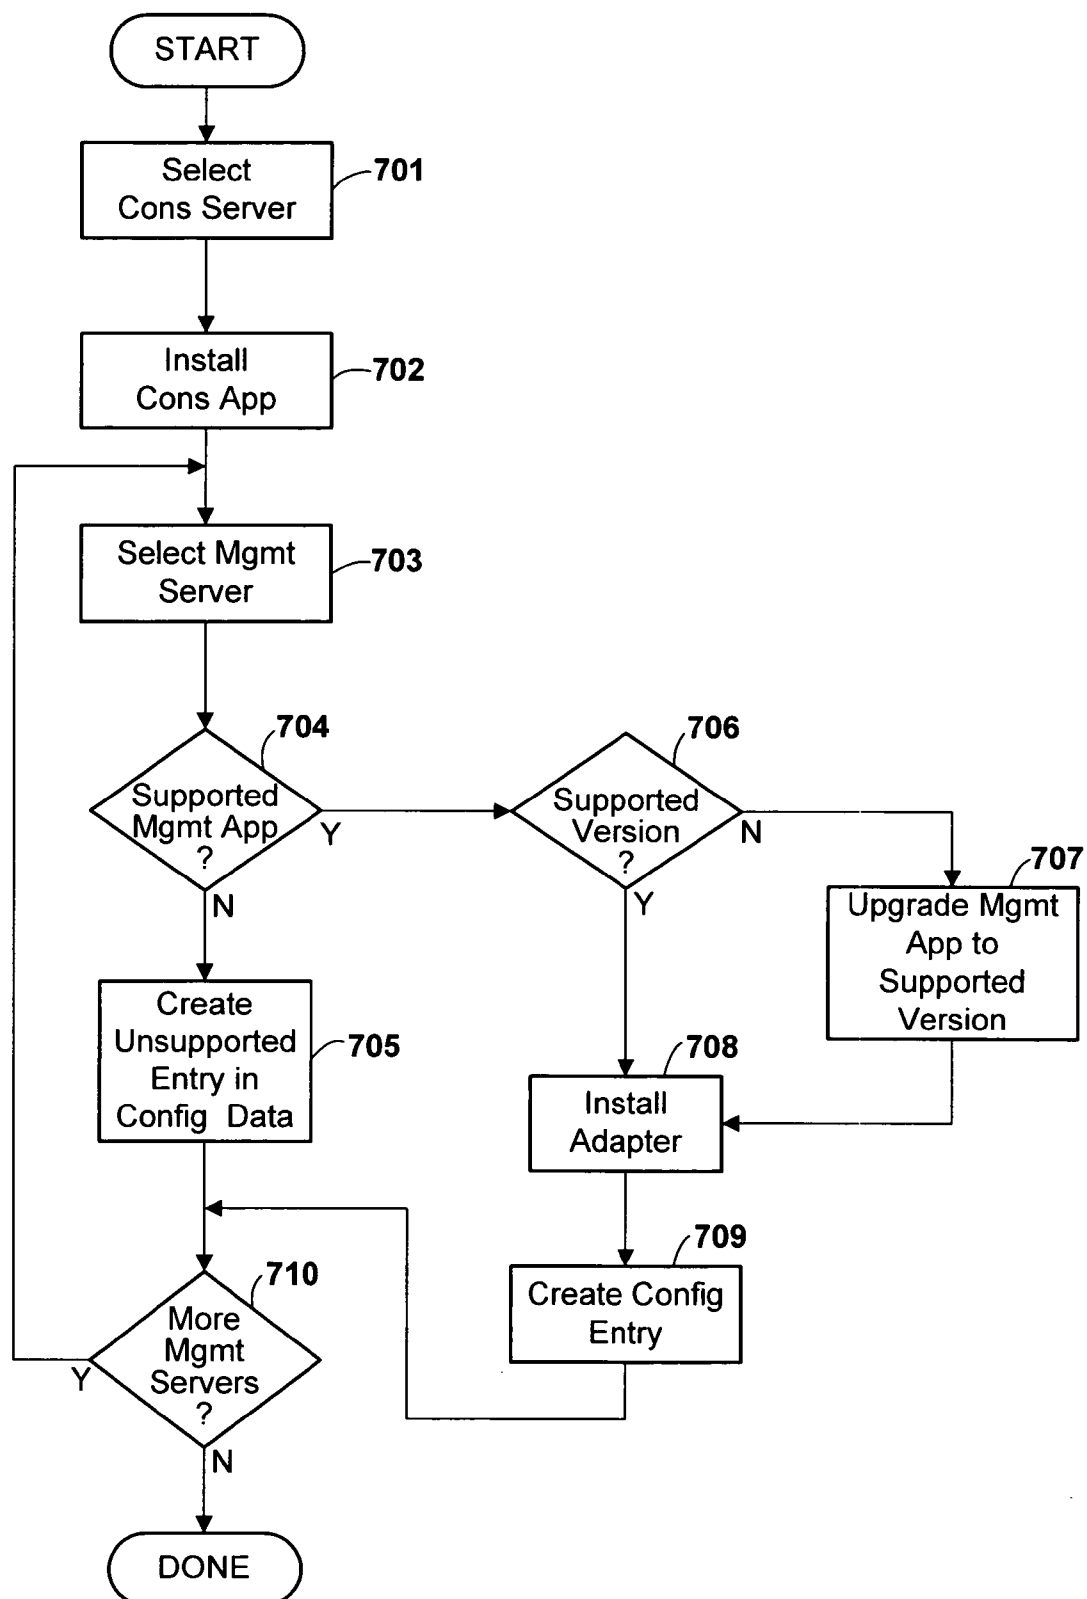 START
Select
Cons Server
701
Install
Cons App
702
Select Mgmt
Server
703
704
Supported
Mgmt App
?
Y
N
706
Supported
Version
?
N
Y
707
Upgrade Mgmt
App to
Supported
Version
Create
Unsupported
Entry in
Config Data
705
708
Install
Adapter
709
Create Config
Entry
710
More
Mgmt
Servers
?
Y
N
DONE